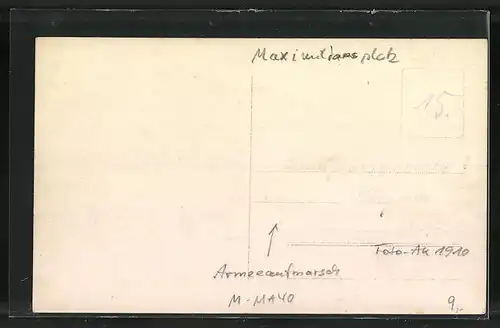 Maximiliansplatz
15.
Foto-AK 1910
Armeeaufmarsch
M-MA40
9,-